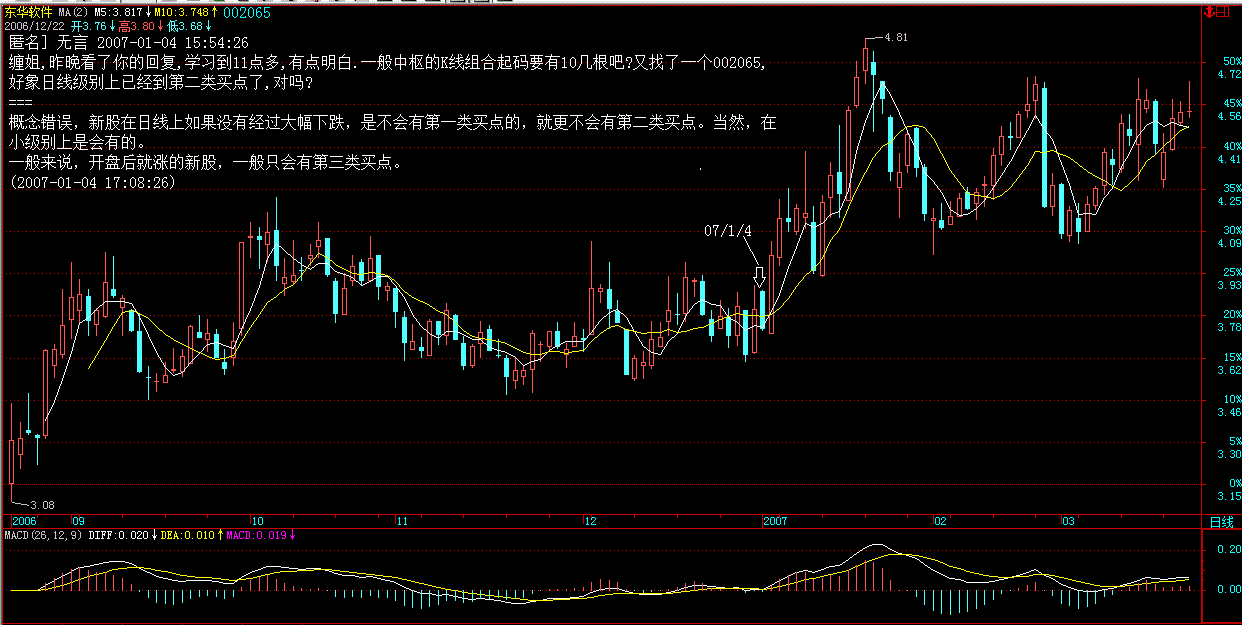 东华软件 MA(2) M5:3.817↓M10:3.748↑ 002065
2006/12/22 开3.76↓高3.80↓低3.68↓
匿名] 无言 2007-01-04 15:54:26
缠姐,昨晚看了你的回复,学习到11点多,有点明白.一般中枢的K线组合起码要有10几根吧?又找了一个002065,
好象日线级别上已经到第二类买点了,对吗?
===
概念错误，新股在日线上如果没有经过大幅下跌，是不会有第一类买点的，就更不会有第二类买点。当然，在
小级别上是会有的。
一般来说，开盘后就涨的新股，一般只会有第三类买点。
(2007-01-04 17:08:26)
4.81
07/1/4
3.08
50%
4.72
45%
4.56
40%
4.41
35%
4.25
30%
4.09
25%
3.93
20%
3.78
15%
3.62
10%
3.46
5%
3.30
0%
3.15
2006 09 10 11 12 2007 02 03 日线
MACD(26,12,9) DIFF:0.020↓DEA:0.010↑MACD:0.019↓
0.20
0.00